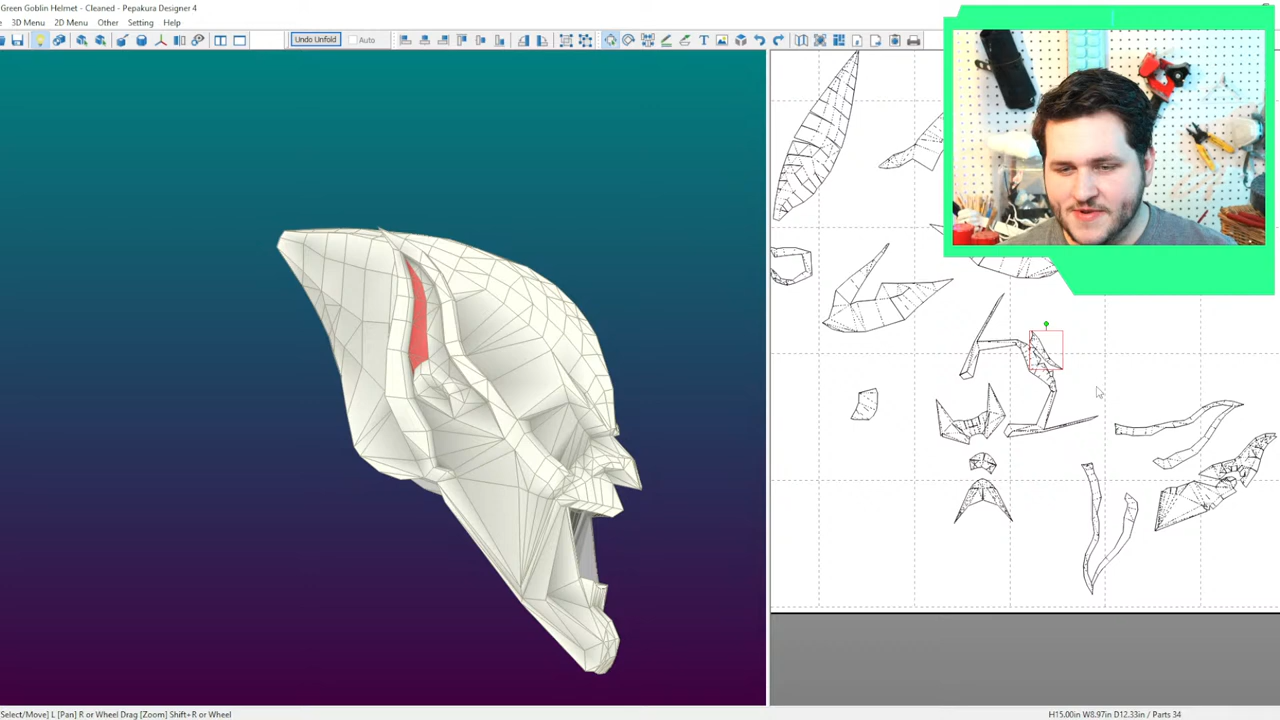 Green Goblin Helmet - Cleaned - Pepakura Designer 4
3D Menu 2D Menu Other Setting Help
Undo Unfold Auto
Select/Move] L [Pan] R or Wheel Drag [Zoom] Shift+R or Wheel
H15.00in W8.97in D12.33in / Parts 34